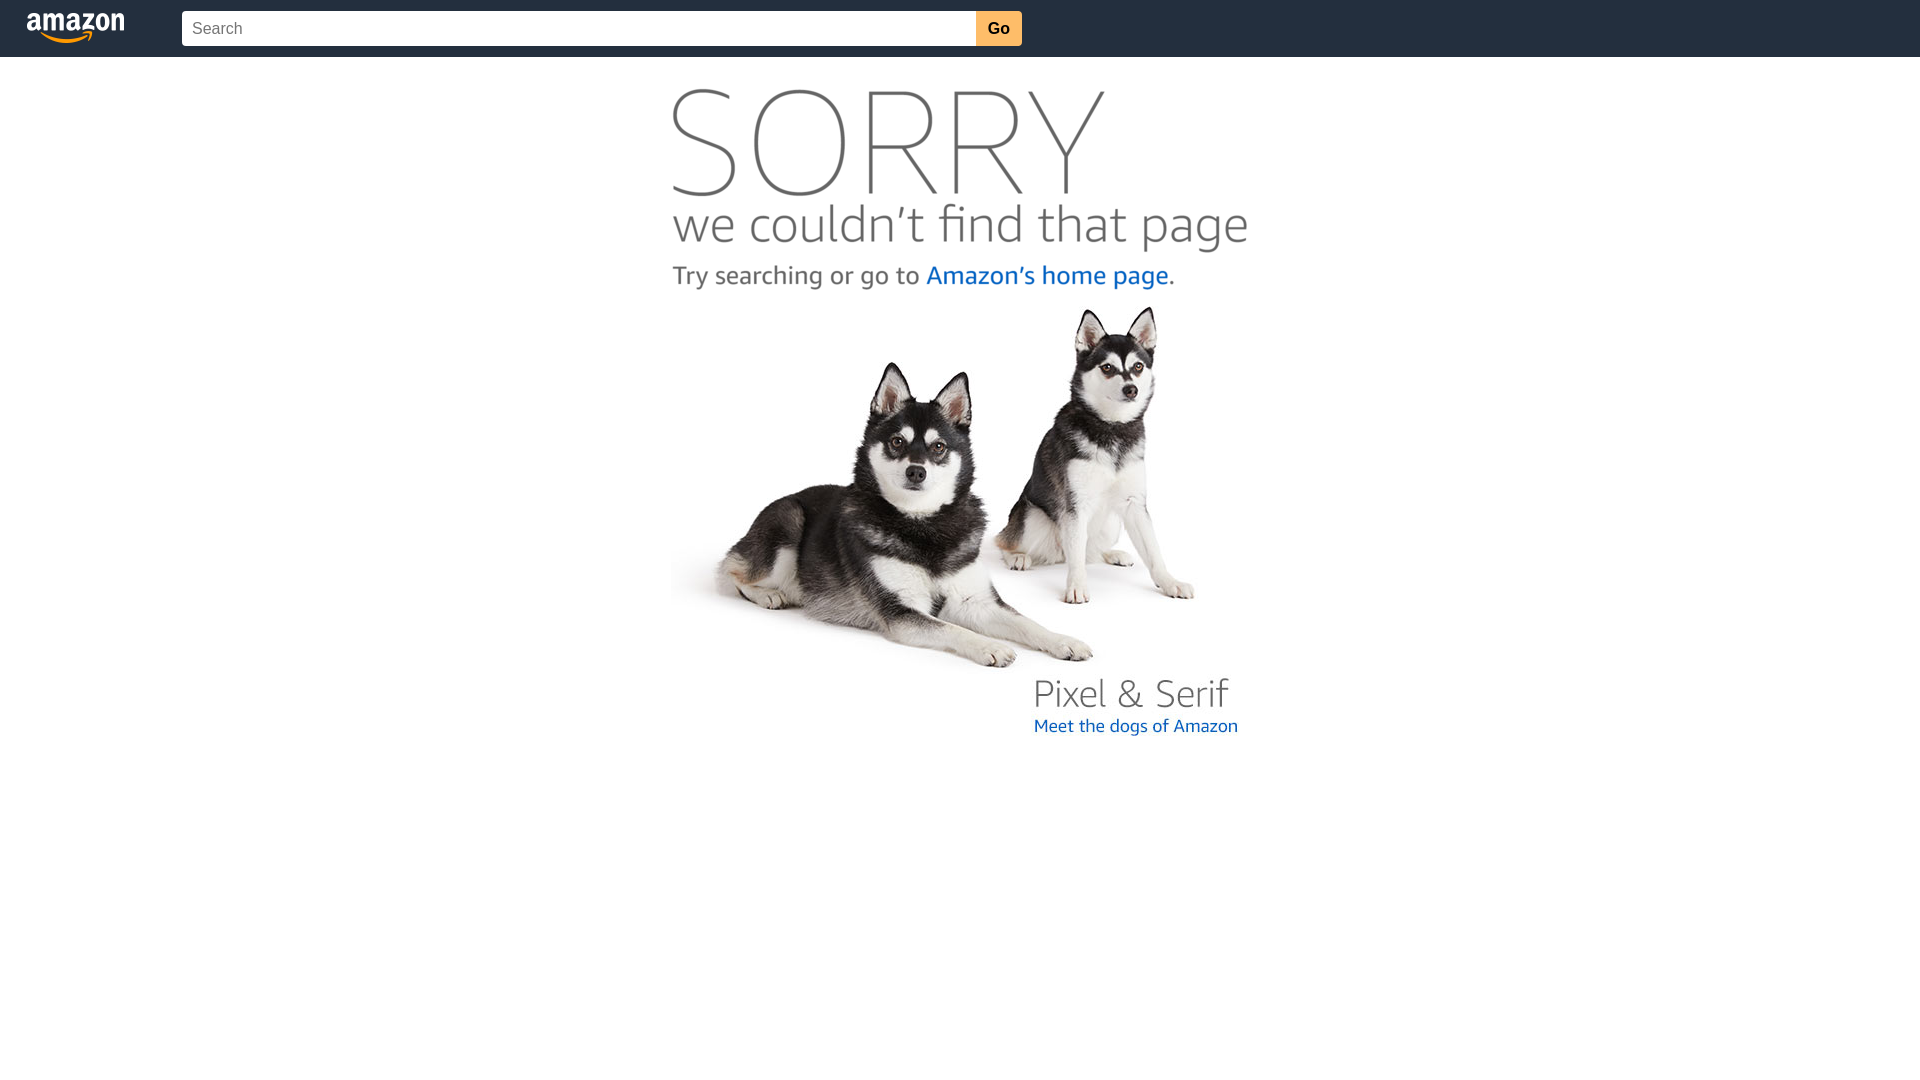 amazon
Search
Go
SORRY
we couldn't find that page
Try searching or go to Amazon's home page.
Pixel & Serif
Meet the dogs of Amazon